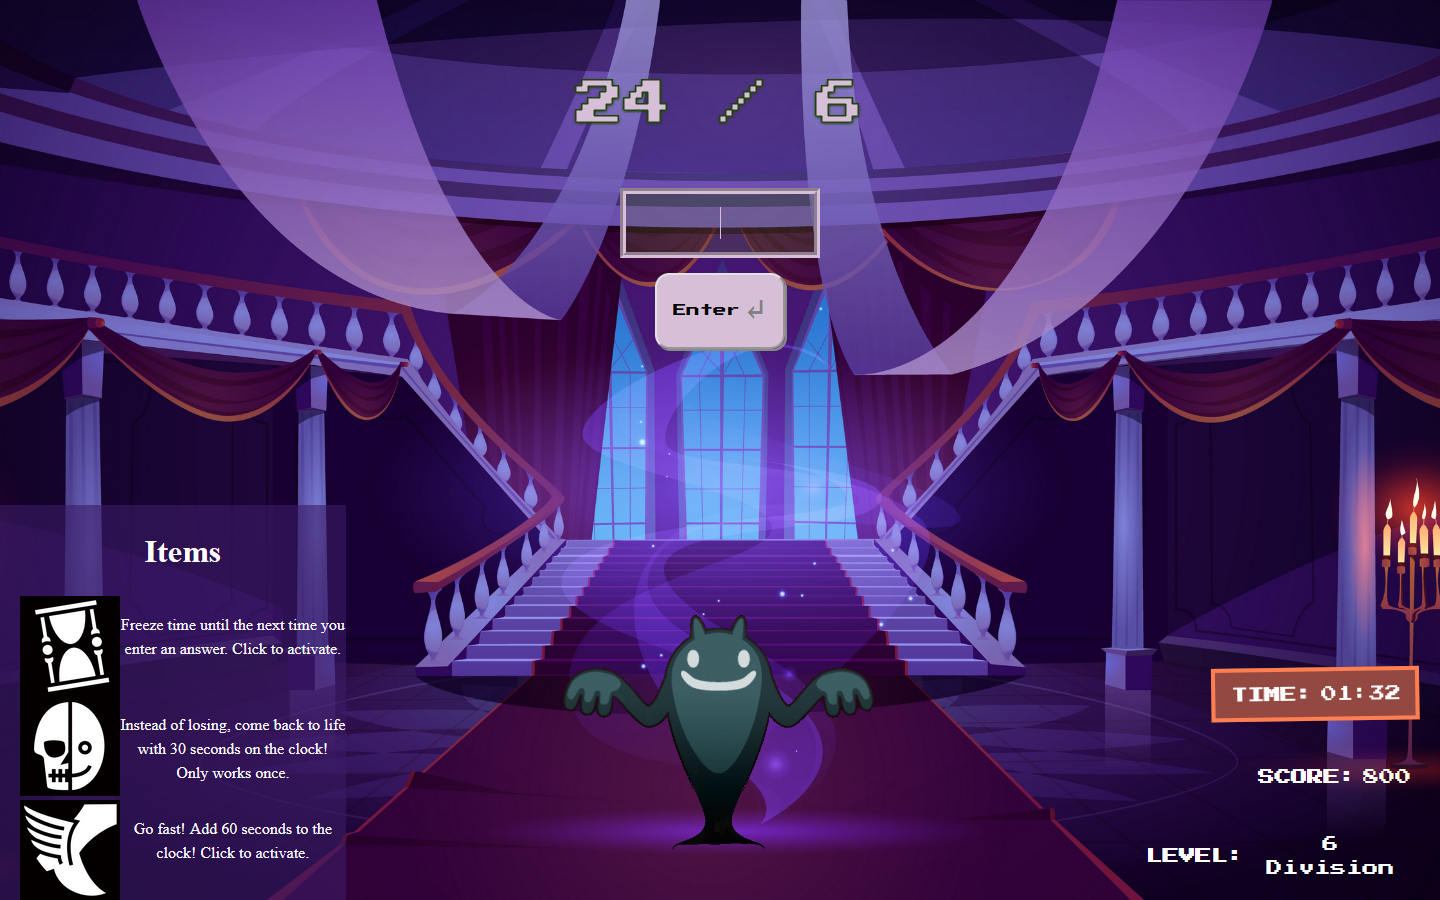 24 / 6
Enter ↵
Items
Freeze time until the next time you
enter an answer. Click to activate.
Instead of losing, come back to life
with 30 seconds on the clock!
Only works once.
Go fast! Add 60 seconds to the
clock! Click to activate.
TIME: 01:32
SCORE: 800
LEVEL: 6
Division